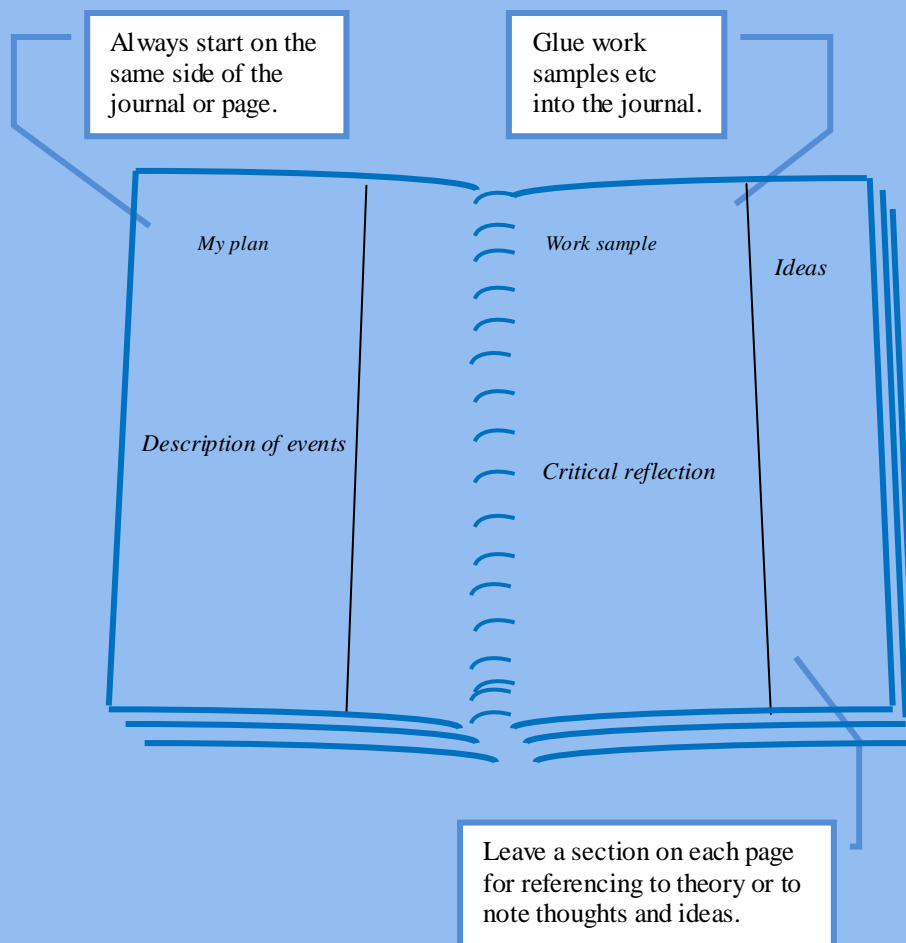 Always start on the
same side of the
journal or page.
Glue work
samples etc
into the journal.
My plan
Work sample
Ideas
Description of events
Critical reflection
Leave a section on each page
for referencing to theory or to
note thoughts and ideas.